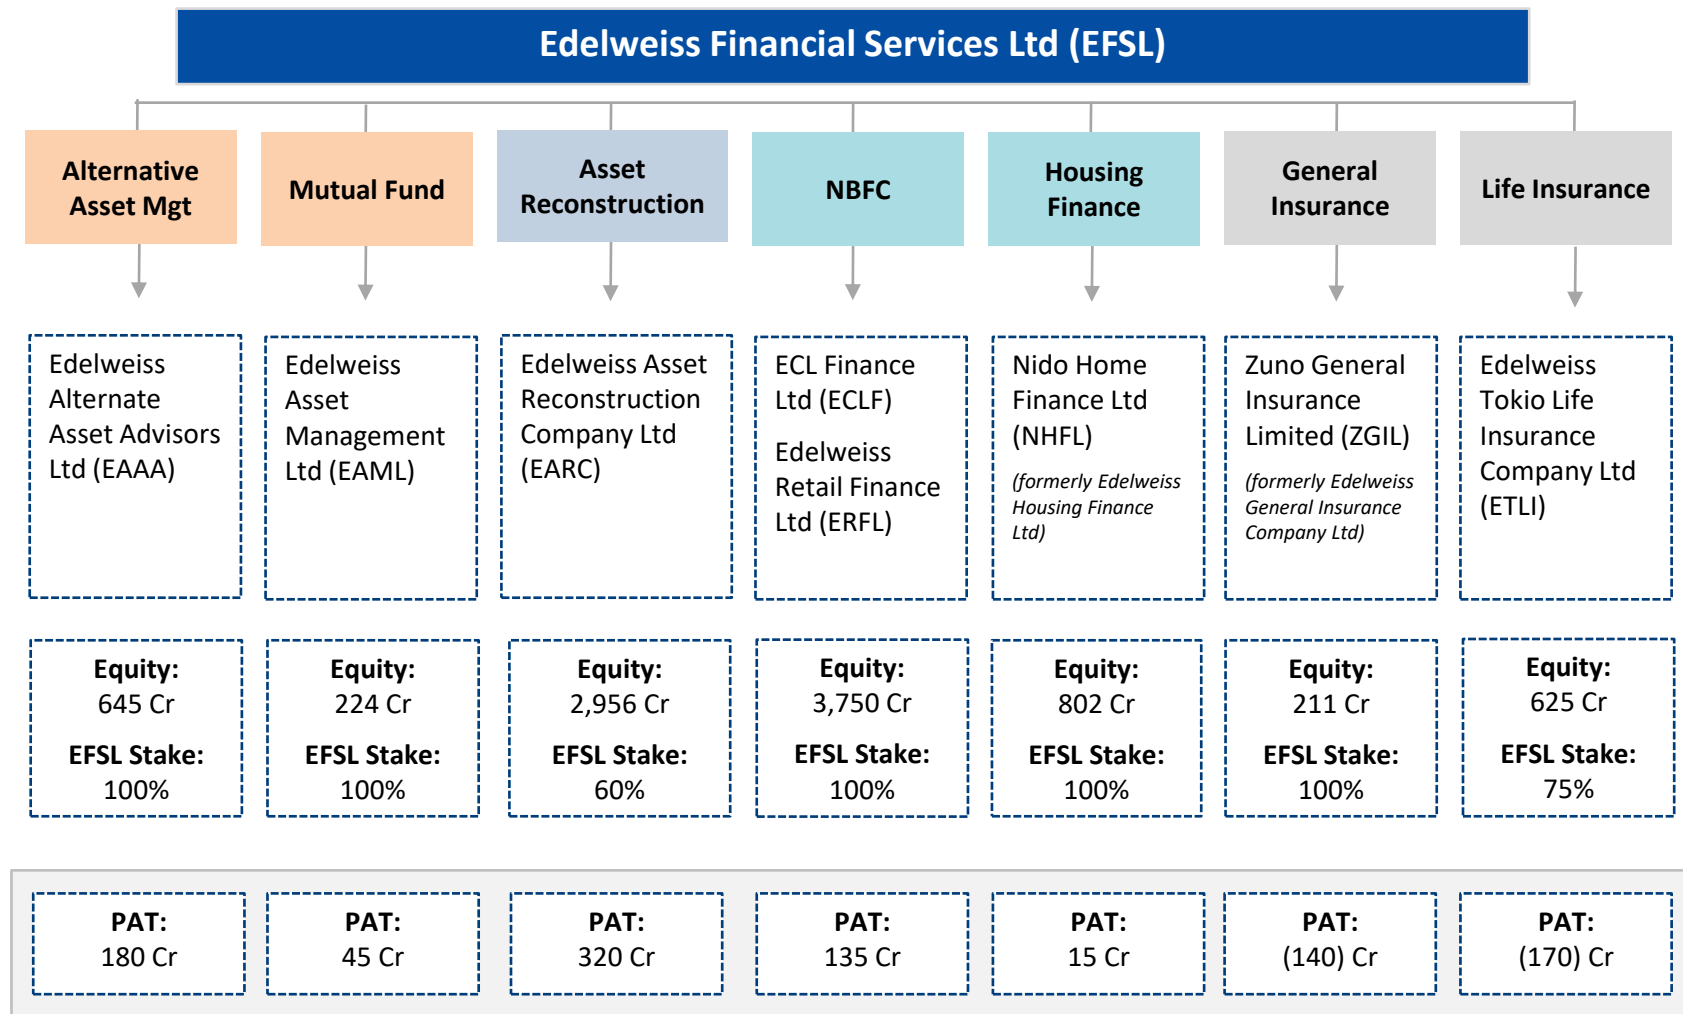 Edelweiss Financial Services Ltd (EFSL)
Alternative
Asset Mgt
Mutual Fund
Asset
Reconstruction
NBFC
Housing
Finance
General
Insurance
Life Insurance
Edelweiss
Alternate
Asset Advisors
Ltd (EAAA)
Edelweiss
Asset
Management
Ltd (EAML)
Edelweiss Asset
Reconstruction
Company Ltd
(EARC)
ECL Finance
Ltd (ECLF)
Edelweiss
Retail Finance
Ltd (ERFL)
Nido Home
Finance Ltd
(NHFL)
(formerly Edelweiss
Housing Finance
Ltd)
Zuno General
Insurance
Limited (ZGIL)
(formerly Edelweiss
General Insurance
Company Ltd)
Edelweiss
Tokio Life
Insurance
Company Ltd
(ETLI)
Equity:
645 Cr
EFSL Stake:
100%
Equity:
224 Cr
EFSL Stake:
100%
Equity:
2,956 Cr
EFSL Stake:
60%
Equity:
3,750 Cr
EFSL Stake:
100%
Equity:
802 Cr
EFSL Stake:
100%
Equity:
211 Cr
EFSL Stake:
100%
Equity:
625 Cr
EFSL Stake:
75%
PAT:
180 Cr
PAT:
45 Cr
PAT:
320 Cr
PAT:
135 Cr
PAT:
15 Cr
PAT:
(140) Cr
PAT:
(170) Cr